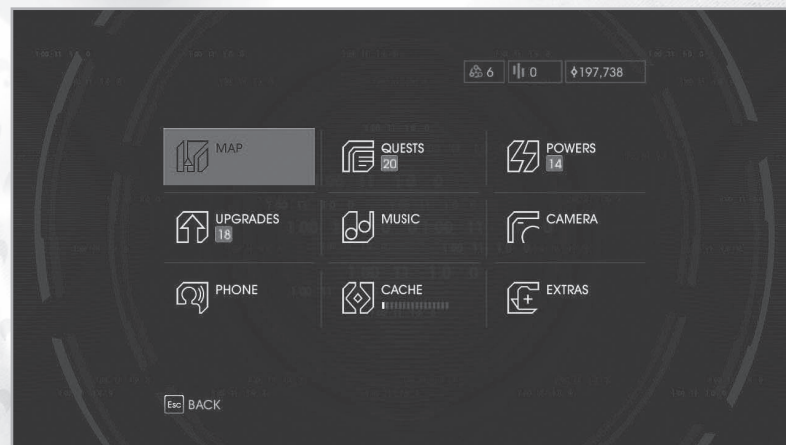 6 0 197,738
MAP QUESTS POWERS
20 14
UPGRADES MUSIC CAMERA
18
PHONE CACHE EXTRAS
Esc BACK